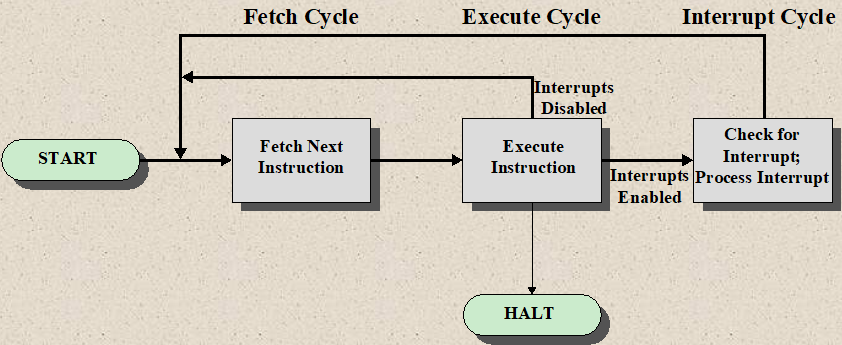 Fetch Cycle
Execute Cycle
Interrupt Cycle
Interrupts
Disabled
START
Fetch Next
Instruction
Execute
Instruction
Interrupts
Enabled
Check for
Interrupt;
Process Interrupt
HALT